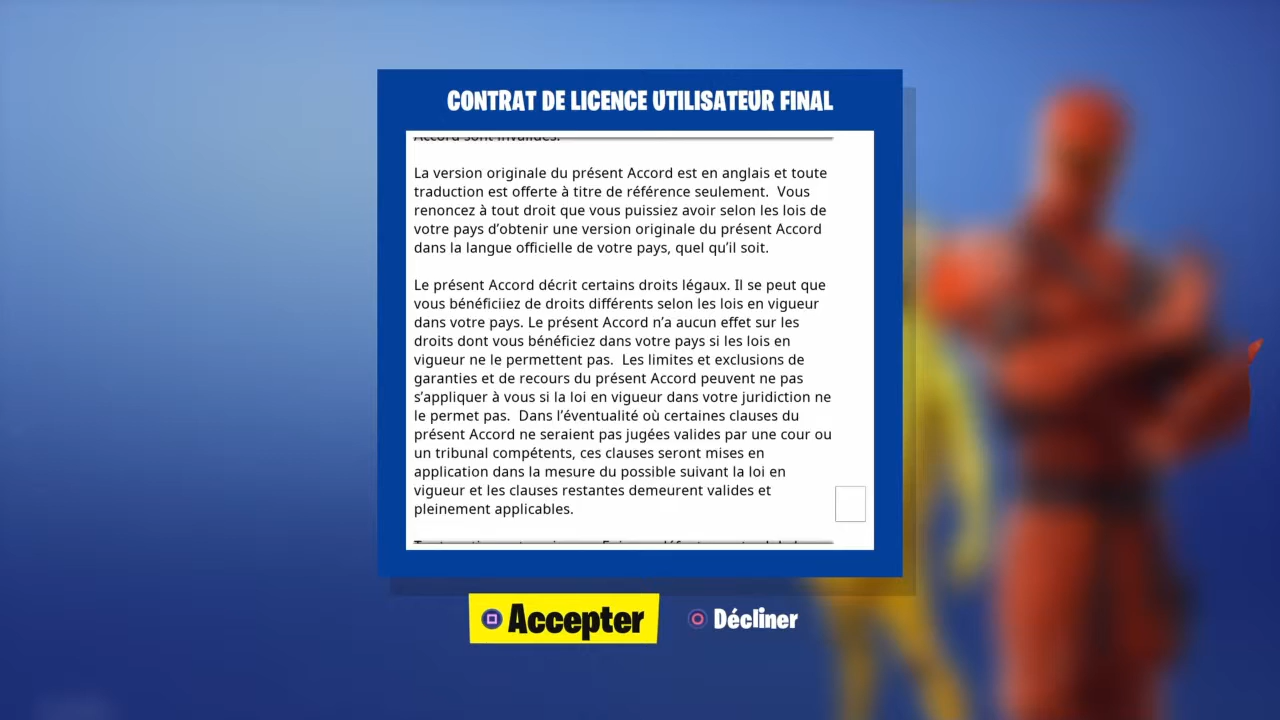 CONTRAT DE LICENCE UTILISATEUR FINAL
Accord sont invalides.
La version originale du présent Accord est en anglais et toute
traduction est offerte à titre de référence seulement.  Vous
renoncez à tout droit que vous puissiez avoir selon les lois de
votre pays d’obtenir une version originale du présent Accord
dans la langue officielle de votre pays, quel qu’il soit.
Le présent Accord décrit certains droits légaux. Il se peut que
vous bénéficiiez de droits différents selon les lois en vigueur
dans votre pays. Le présent Accord n’a aucun effet sur les
droits dont vous bénéficiez dans votre pays si les lois en
vigueur ne le permettent pas.  Les limites et exclusions de
garanties et de recours du présent Accord peuvent ne pas
s’appliquer à vous si la loi en vigueur dans votre juridiction ne
le permet pas.  Dans l’éventualité où certaines clauses du
présent Accord ne seraient pas jugées valides par une cour ou
un tribunal compétents, ces clauses seront mises en
application dans la mesure du possible suivant la loi en
vigueur et les clauses restantes demeurent valides et
pleinement applicables.
Accepter
Décliner